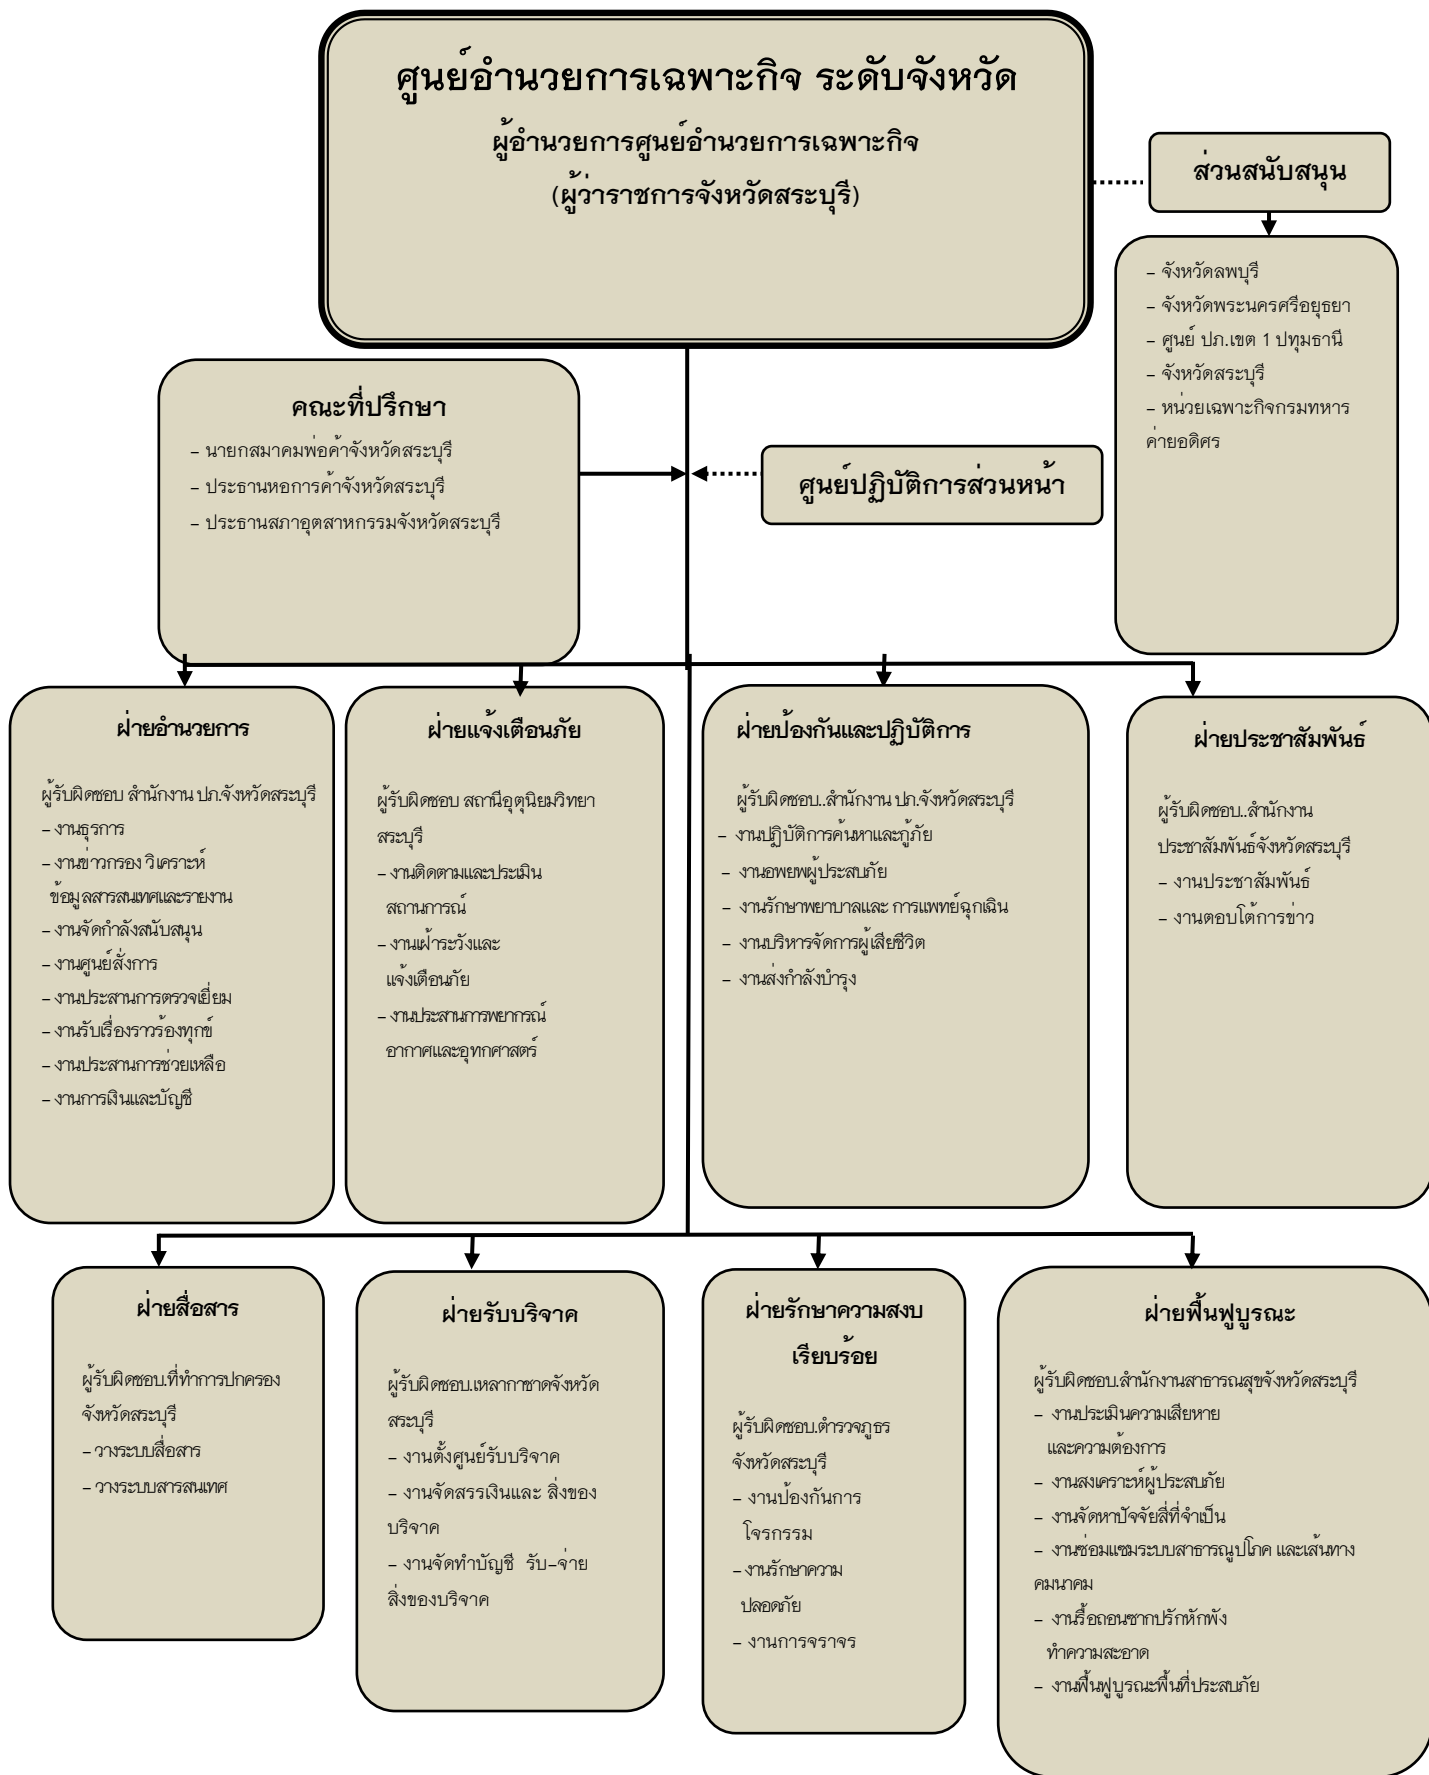 ศูนย์อำนวยการเฉพาะกิจ ระดับจังหวัด
ผู้อำนวยการศูนย์อำนวยการเฉพาะกิจ
(ผู้ว่าราชการจังหวัดสระบุรี)
ส่วนสนับสนุน
- จังหวัดลพบุรี
- จังหวัดพระนครศรีอยุธยา
- ศูนย์ ปภ.เขต 1 ปทุมธานี
- จังหวัดสระบุรี
- หน่วยเฉพาะกิจกรมทหาร
ค่ายอดิศร
คณะที่ปรึกษา
- นายกสมาคมพ่อค้าจังหวัดสระบุรี
- ประธานหอการค้าจังหวัดสระบุรี
- ประธานสภาอุตสาหกรรมจังหวัดสระบุรี
ศูนย์ปฏิบัติการส่วนหน้า
ฝ่ายอำนวยการ
ผู้รับผิดชอบ สำนักงาน ปภ.จังหวัดสระบุรี
- งานธุรการ
- งานข่าวกรอง วิเคราะห์
ข้อมูลสารสนเทศและรายงาน
- งานจัดกำลังสนับสนุน
- งานศูนย์สั่งการ
- งานประสานการตรวจเยี่ยม
- งานรับเรื่องราวร้องทุกข์
- งานประสานการช่วยเหลือ
- งานการเงินและบัญชี
ฝ่ายแจ้งเตือนภัย
ผู้รับผิดชอบ สถานีอุตุนิยมวิทยา
สระบุรี
- งานติดตามและประเมิน
สถานการณ์
- งานเฝ้าระวังและ
แจ้งเตือนภัย
- งานประสานการพยากรณ์
อากาศและอุทกศาสตร์
ฝ่ายป้องกันและปฏิบัติการ
ผู้รับผิดชอบ..สำนักงาน ปภ.จังหวัดสระบุรี
- งานปฏิบัติการค้นหาและกู้ภัย
- งานอพยพผู้ประสบภัย
- งานรักษาพยาบาลและ การแพทย์ฉุกเฉิน
- งานบริหารจัดการผู้เสียชีวิต
- งานส่งกำลังบำรุง
ฝ่ายประชาสัมพันธ์
ผู้รับผิดชอบ..สำนักงาน
ประชาสัมพันธ์จังหวัดสระบุรี
- งานประชาสัมพันธ์
- งานตอบโต้การข่าว
ฝ่ายสื่อสาร
ผู้รับผิดชอบ.ที่ทำการปกครอง
จังหวัดสระบุรี
- วางระบบสื่อสาร
- วางระบบสารสนเทศ
ฝ่ายรับบริจาค
ผู้รับผิดชอบ.เหลากาชาดจังหวัด
สระบุรี
- งานตั้งศูนย์รับบริจาค
- งานจัดสรรเงินและ สิ่งของ
บริจาค
- งานจัดทำบัญชี รับ-จ่าย
สิ่งของบริจาค
ฝ่ายรักษาความสงบ
เรียบร้อย
ผู้รับผิดชอบ.ตำรวจภูธร
จังหวัดสระบุรี
- งานป้องกันการ
โจรกรรม
- งานรักษาความ
ปลอดภัย
- งานการจราจร
ฝ่ายฟื้นฟูบูรณะ
ผู้รับผิดชอบ.สำนักงานสาธารณสุขจังหวัดสระบุรี
- งานประเมินความเสียหาย
และความต้องการ
- งานสงเคราะห์ผู้ประสบภัย
- งานจัดหาปัจจัยสี่ที่จำเป็น
- งานซ่อมแซมระบบสาธารณูปโภค และเส้นทาง
คมนาคม
- งานรื้อถอนซากปรักหักพัง
ทำความสะอาด
- งานฟื้นฟูบูรณะพื้นที่ประสบภัย